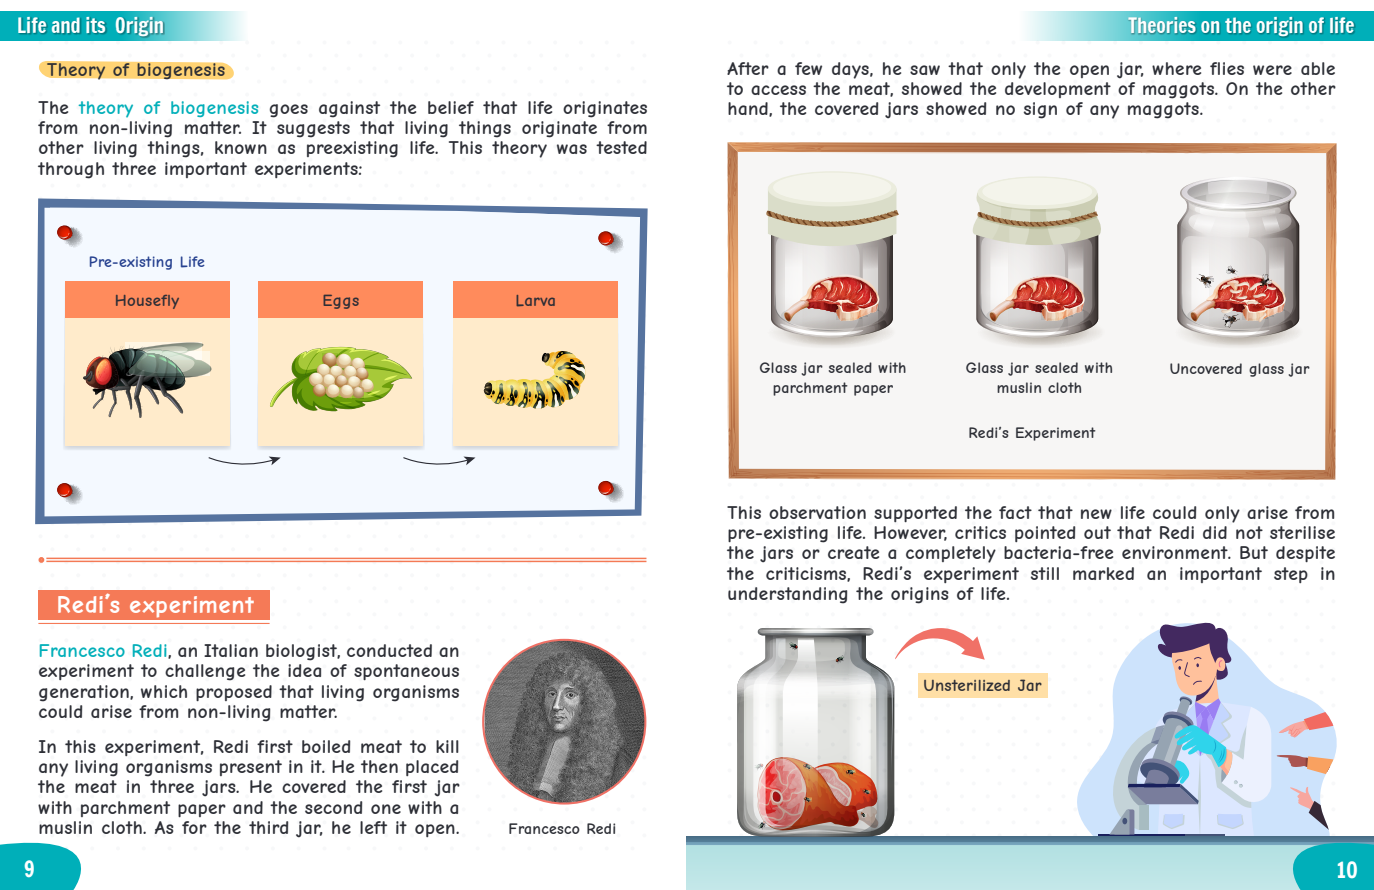 Life and its Origin
Theory of biogenesis
The theory of biogenesis goes against the belief that life originates
from non-living matter. It suggests that living things originate from
other living things, known as preexisting life. This theory was tested
through three important experiments:
Pre-existing Life
Housefly
Eggs
Larva
Redi's experiment
Francesco Redi, an Italian biologist, conducted an
experiment to challenge the idea of spontaneous
generation, which proposed that living organisms
could arise from non-living matter.
In this experiment, Redi first boiled meat to kill
any living organisms present in it. He then placed
the meat in three jars. He covered the first jar
with parchment paper and the second one with a
muslin cloth. As for the third jar, he left it open.
Francesco Redi
9
Theories on the origin of life
After a few days, he saw that only the open jar, where flies were able
to access the meat, showed the development of maggots. On the other
hand, the covered jars showed no sign of any maggots.
Glass jar sealed with
parchment paper
Glass jar sealed with
muslin cloth
Uncovered glass jar
Redi's Experiment
This observation supported the fact that new life could only arise from
pre-existing life. However, critics pointed out that Redi did not sterilise
the jars or create a completely bacteria-free environment. But despite
the criticisms, Redi's experiment still marked an important step in
understanding the origins of life.
Unsterilized Jar
10